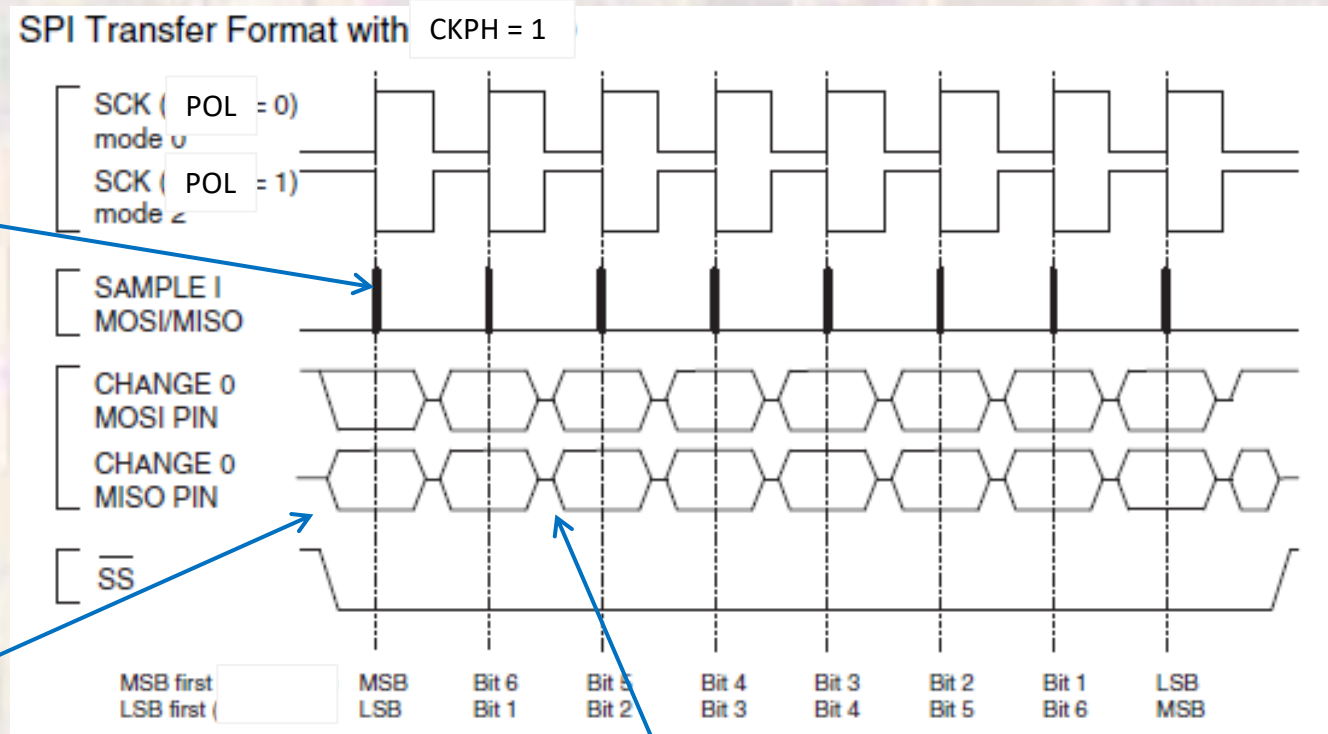 SPI Transfer Format with CKPH = 1
SCK ( POL = 0)
mode 0
SCK ( POL = 1)
mode 2
SAMPLE I
MOSI/MISO
CHANGE 0
MOSI PIN
CHANGE 0
MISO PIN
SS
MSB first MSB Bit 6 Bit 5 Bit 4 Bit 3 Bit 2 Bit 1 LSB
LSB first ( LSB Bit 1 Bit 2 Bit 3 Bit 4 Bit 5 Bit 6 MSB